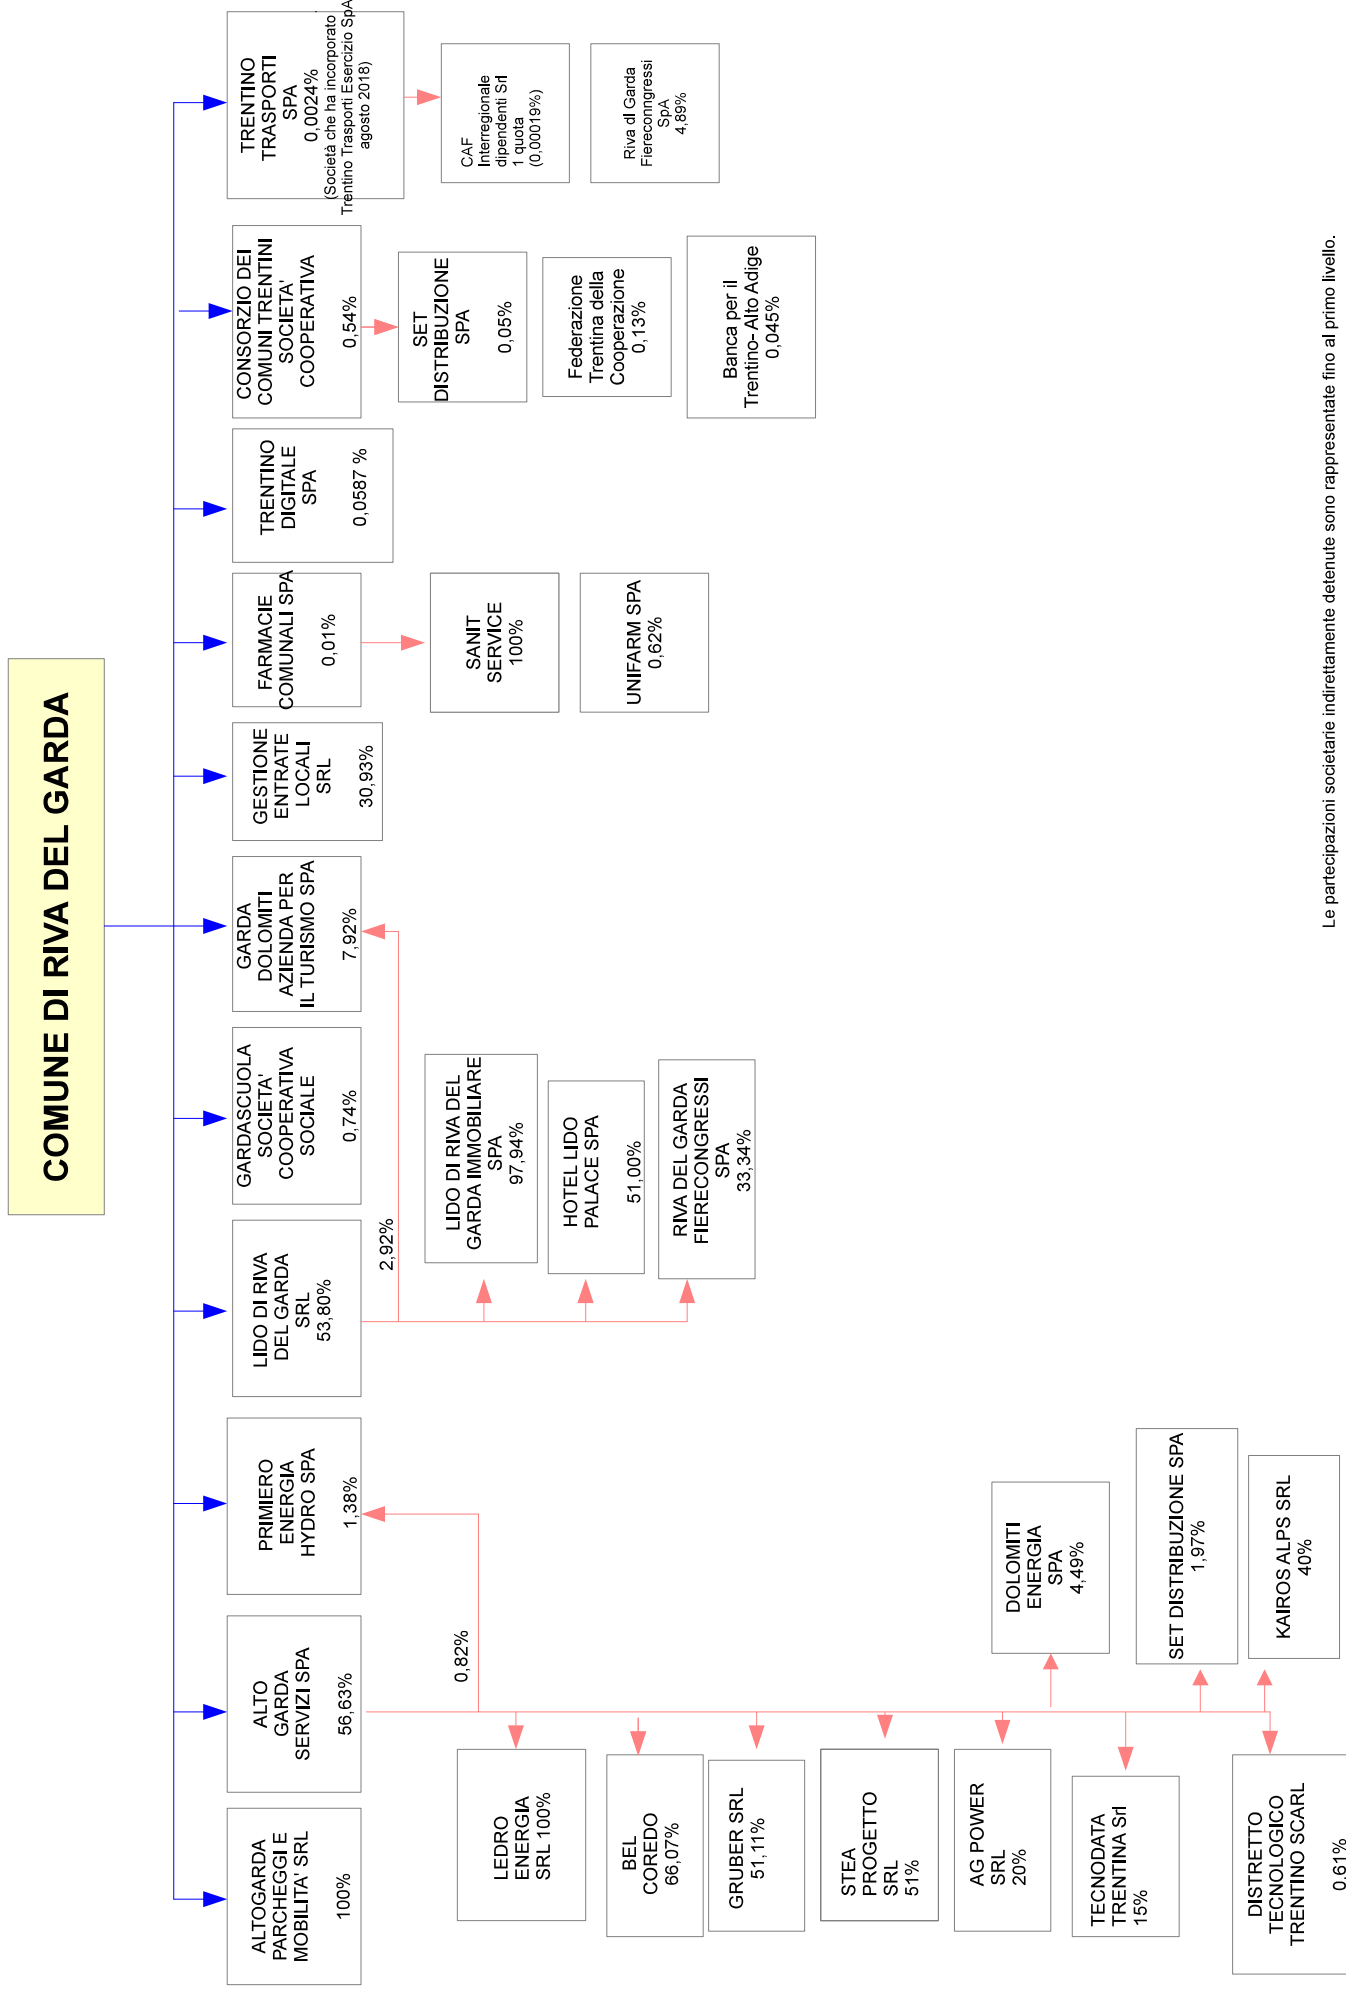 COMUNE DI RIVA DEL GARDA
ALTOGARDA
PARCHEGGI E
MOBILITA' SRL
100%
ALTO
GARDA
SERVIZI SPA
56,63%
PRIMIERO
ENERGIA
HYDRO SPA
1,38%
LIDO DI RIVA
DEL GARDA
SRL
53,80%
GARDASCUOLA
SOCIETA'
COOPERATIVA
SOCIALE
0,74%
GARDA
DOLOMITI
AZIENDA PER
IL TURISMO SPA
7,92%
GESTIONE
ENTRATE
LOCALI
SRL
30,93%
FARMACIE
COMUNALI SPA
0,01%
TRENTINO
DIGITALE
SPA
0,0587 %
CONSORZIO DEI
COMUNI TRENTINI
SOCIETA'
COOPERATIVA
0,54%
TRENTINO
TRASPORTI
SPA
0,0024%
(Società che ha incorporato
Trentino Trasporti Esercizio SpA
agosto 2018)
0,82%
2,92%
LEDRO
ENERGIA
SRL 100%
BEL
COREDO
66,07%
GRUBER SRL
51,11%
STEA
PROGETTO
SRL
51%
AG POWER
SRL
20%
TECNODATA
TRENTINA Srl
15%
DISTRETTO
TECNOLOGICO
TRENTINO SCARL
0,61%
DOLOMITI
ENERGIA
SPA
4,49%
SET DISTRIBUZIONE SPA
1,97%
KAIROS ALPS SRL
40%
LIDO DI RIVA DEL
GARDA IMMOBILIARE
SPA
97,94%
HOTEL LIDO
PALACE SPA
51,00%
RIVA DEL GARDA
FIERECONGRESSI
SPA
33,34%
SANIT
SERVICE
100%
UNIFARM SPA
0,62%
SET
DISTRIBUZIONE
SPA
0,05%
Federazione
Trentina della
Cooperazione
0,13%
Banca per il
Trentino- Alto Adige
0,045%
CAF
Interregionale
dipendenti Srl
1 quota
(0,00019%)
Riva dl Garda
Fiereconngressi
SpA
4,89%
Le partecipazioni societarie indirettamente detenute sono rappresentate fino al primo livello.